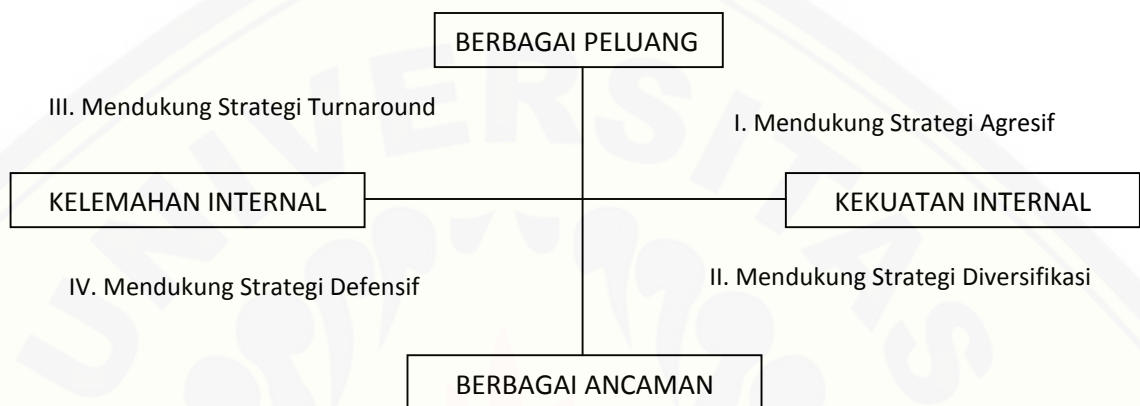 BERBAGAI PELUANG
III. Mendukung Strategi Turnaround
I. Mendukung Strategi Agresif
KELEMAHAN INTERNAL
KEKUATAN INTERNAL
IV. Mendukung Strategi Defensif
II. Mendukung Strategi Diversifikasi
BERBAGAI ANCAMAN
UNIVERSITAS